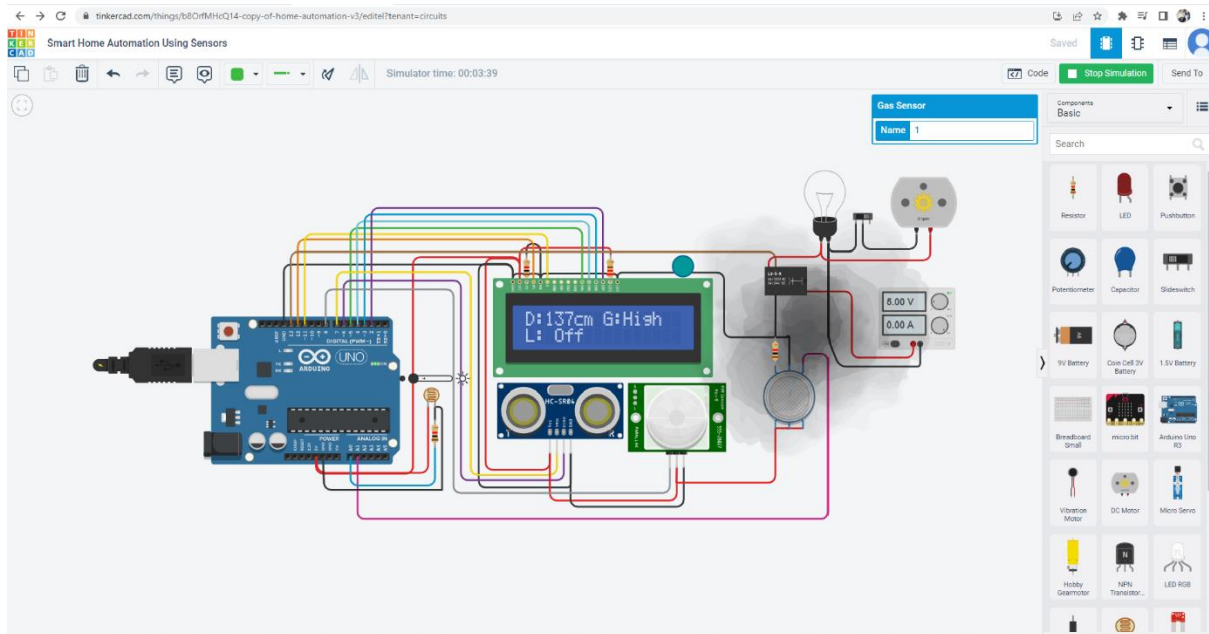 tinkercad.com/things/b8OrfMHcQ14-copy-of-home-automation-v3/editel?tenant=circuits
TIN
KER
CAD
Smart Home Automation Using Sensors
Saved
Simulator time: 00:03:39
Code
Stop Simulation
Send To
Gas Sensor
Name 1
Components
Basic
Search
Resistor
LED
Pushbutton
Potentiometer
Capacitor
Slideswitch
9V Battery
Coin Cell 3V
Battery
1.5V Battery
Breadboard
Small
micro:bit
Arduino Uno
R3
Vibration
Motor
DC Motor
Micro Servo
Hobby
Gearmotor
NPN
Transistor...
LED RGB
D:137cm G:High
L: Off
6.00 V
0.00 A
DIGITAL (PWM~)
UNO
ARDUINO
POWER
ANALOG IN
HC-SR04
T
R